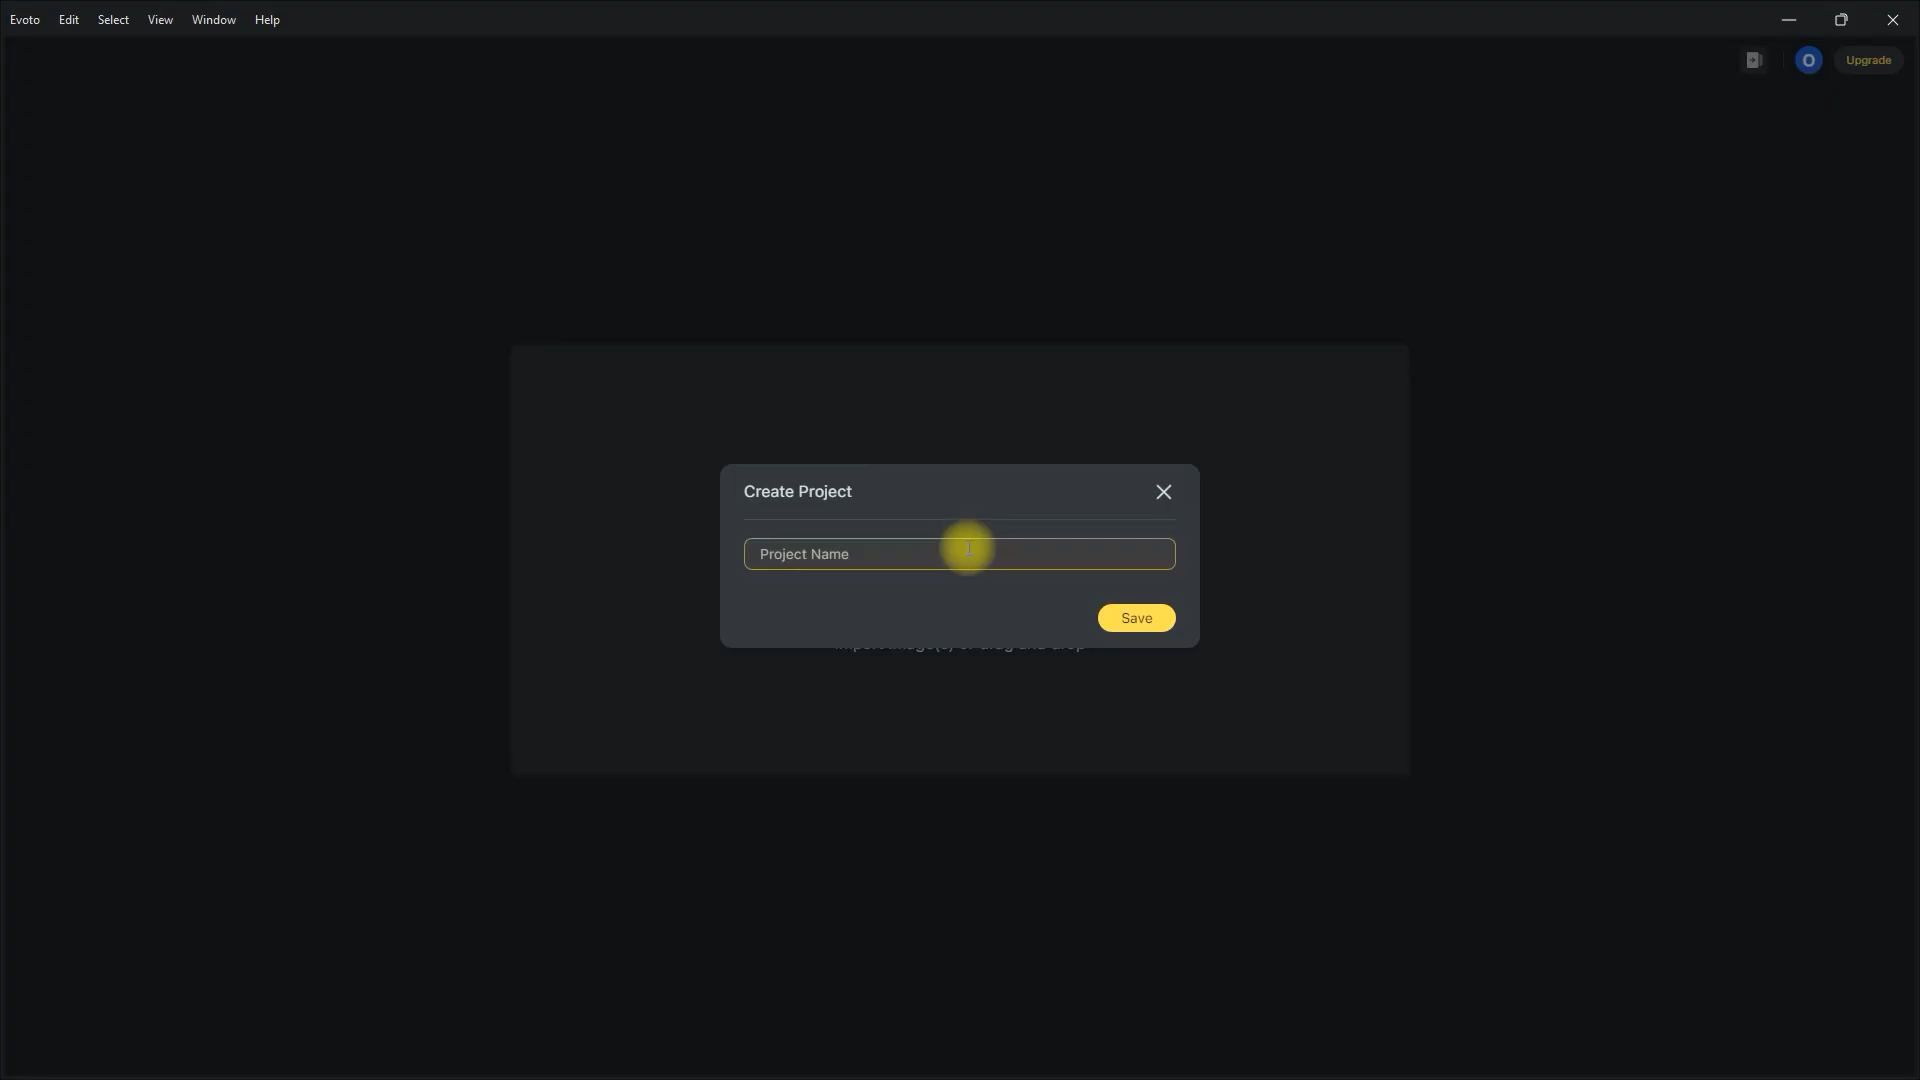 Evoto Edit Select View Window Help
O Upgrade
Create Project
Project Name
Save